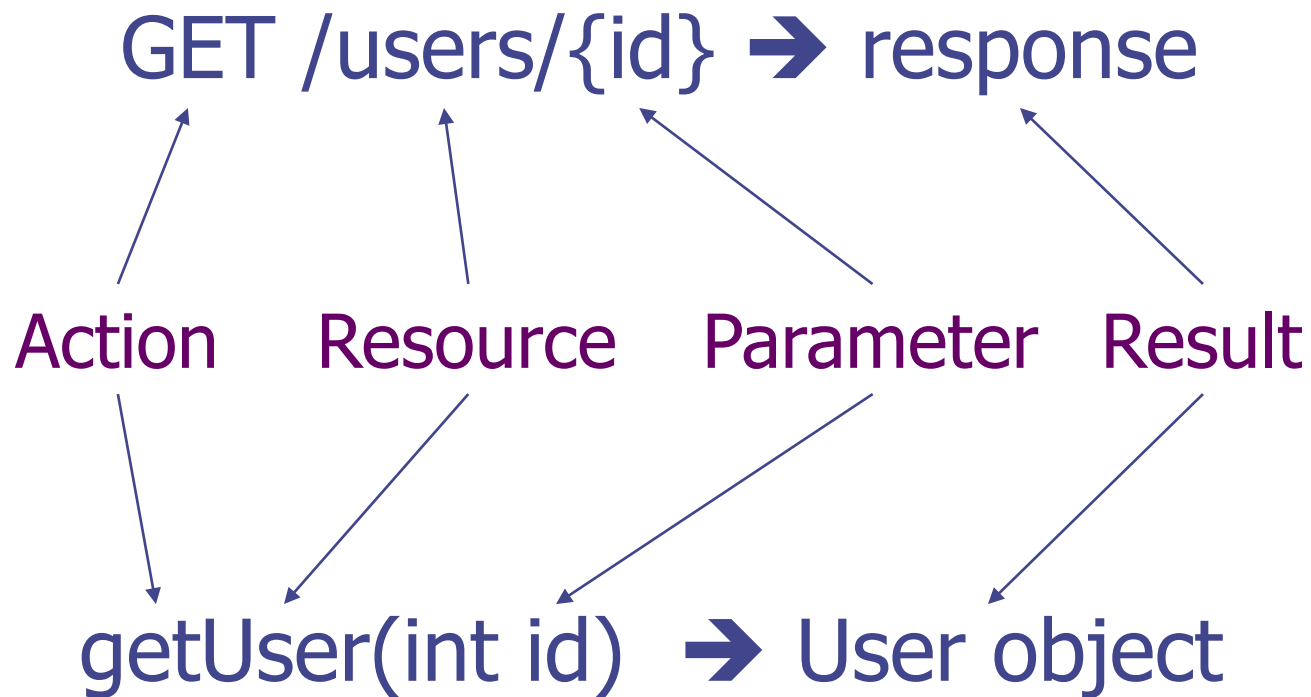 GET /users/{id} ➔ response
Action Resource Parameter Result
getUser(int id) ➔ User object